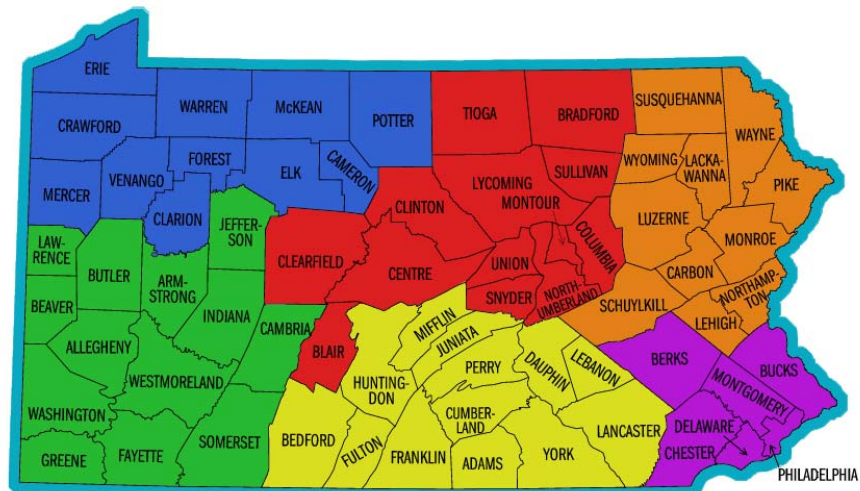 ERIE
CRAWFORD
WARREN
McKEAN
POTTER
TIOGA
BRADFORD
SUSQUEHANNA
WAYNE
MERCER
VENANGO
FOREST
CLARION
ELK
CAMERON
CLINTON
LYCOMING
MONTOUR
SULLIVAN
COLUMBIA
WYOMING
LACKA-
WANNA
PIKE
LUZERNE
MONROE
LAW-
RENCE
BUTLER
JEFFER-
SON
CLEARFIELD
CENTRE
UNION
SNYDER
NORTH-
UMBERLAND
CARBON
SCHUYLKILL
LEHIGH
NORTHAMP-
TON
BEAVER
ARM-
STRONG
INDIANA
CAMBRIA
BLAIR
ALLEGHENY
WESTMORELAND
HUNTING-
DON
MIFFLIN
JUNIATA
PERRY
DAUPHIN
LEBANON
BERKS
BUCKS
MONTGOMERY
WASHINGTON
GREENE
FAYETTE
SOMERSET
BEDFORD
FULTON
FRANKLIN
CUMBER-
LAND
ADAMS
YORK
LANCASTER
DELAWARE
CHESTER
PHILADELPHIA